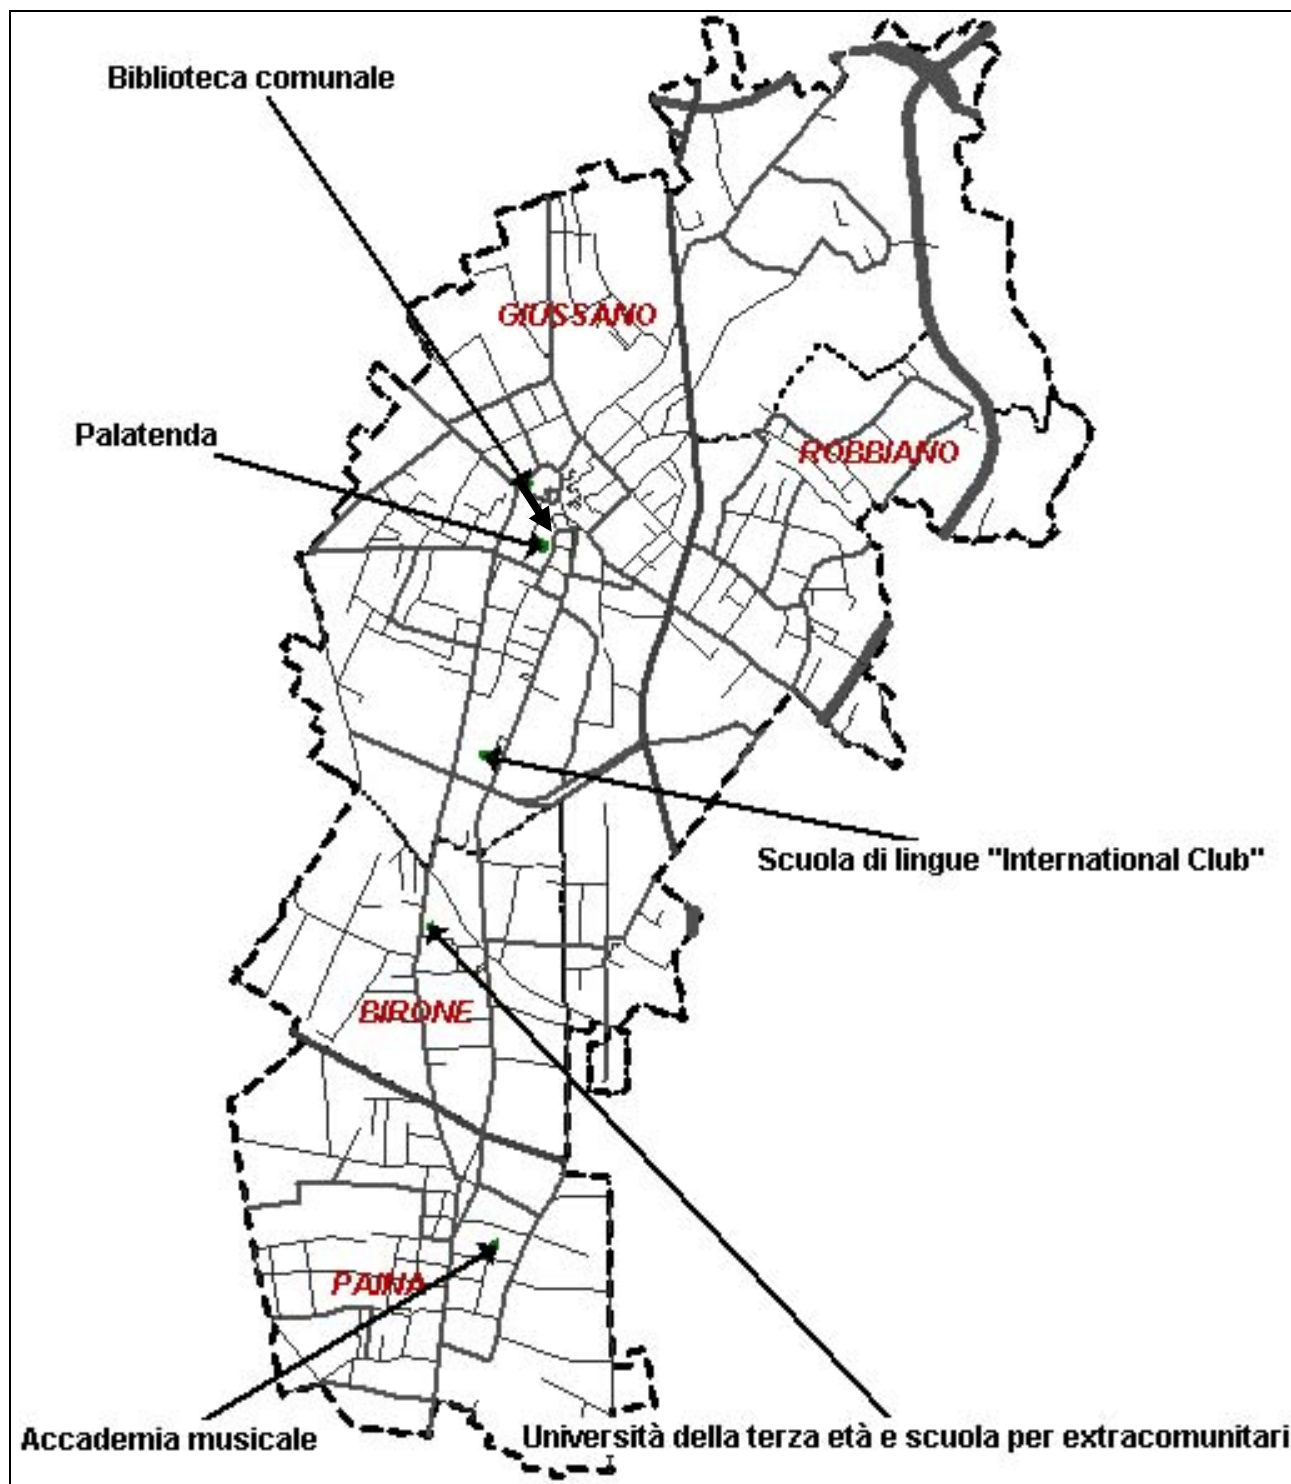 Biblioteca comunale
GIUSSANO
Palatenda
ROBBIANO
Scuola di lingue "International Club"
BIRONE
PAINA
Accademia musicale
Università della terza età e scuola per extracomunitari